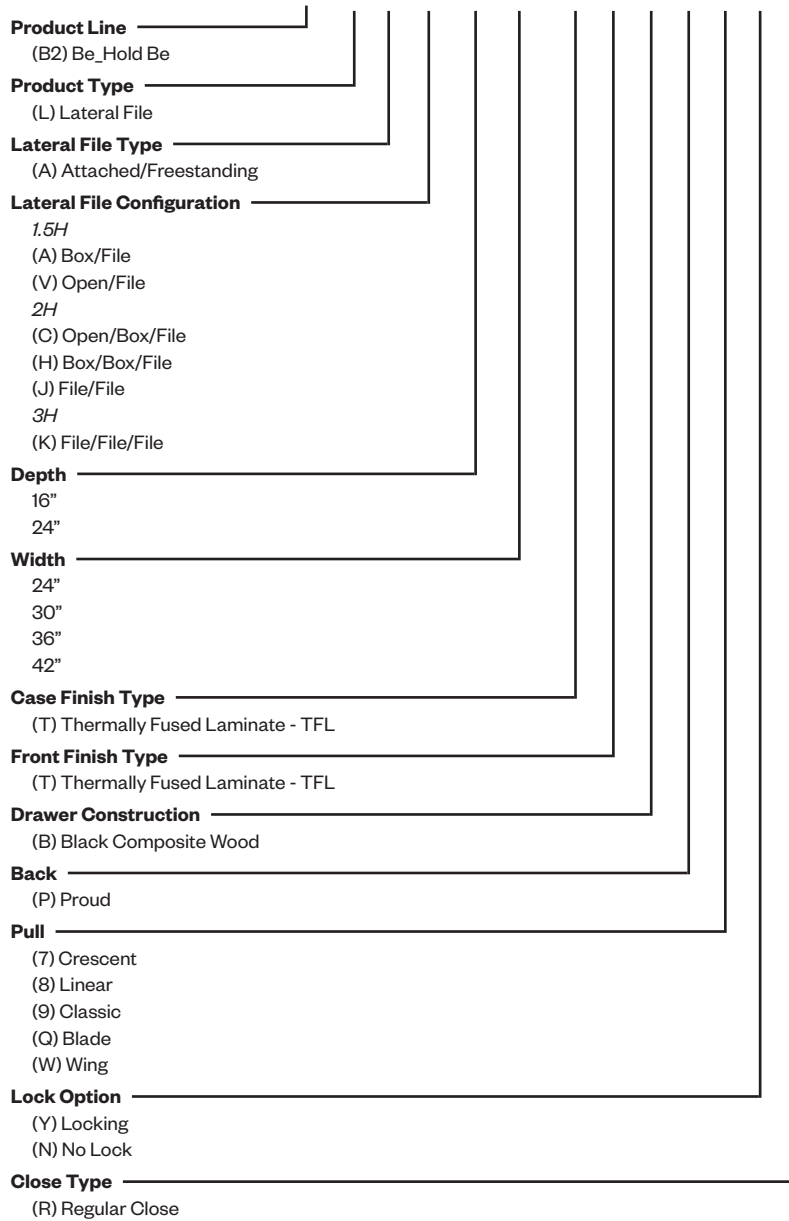 Product Line
(B2) Be_Hold Be
Product Type
(L) Lateral File
Lateral File Type
(A) Attached/Freestanding
Lateral File Configuration
1.5H
(A) Box/File
(V) Open/File
2H
(C) Open/Box/File
(H) Box/Box/File
(J) File/File
3H
(K) File/File/File
Depth
16”
24”
Width
24”
30”
36”
42”
Case Finish Type
(T) Thermally Fused Laminate - TFL
Front Finish Type
(T) Thermally Fused Laminate - TFL
Drawer Construction
(B) Black Composite Wood
Back
(P) Proud
Pull
(7) Crescent
(8) Linear
(9) Classic
(Q) Blade
(W) Wing
Lock Option
(Y) Locking
(N) No Lock
Close Type
(R) Regular Close